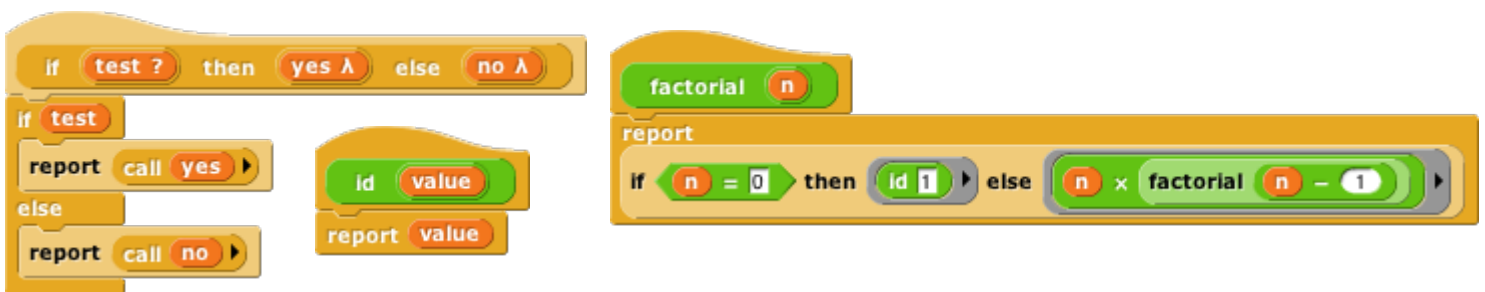 if test ? then yes λ else no λ
if test
report call yes
else
report call no
id value
report value
factorial n
report
if n = 0 then id 1 else n × factorial n − 1